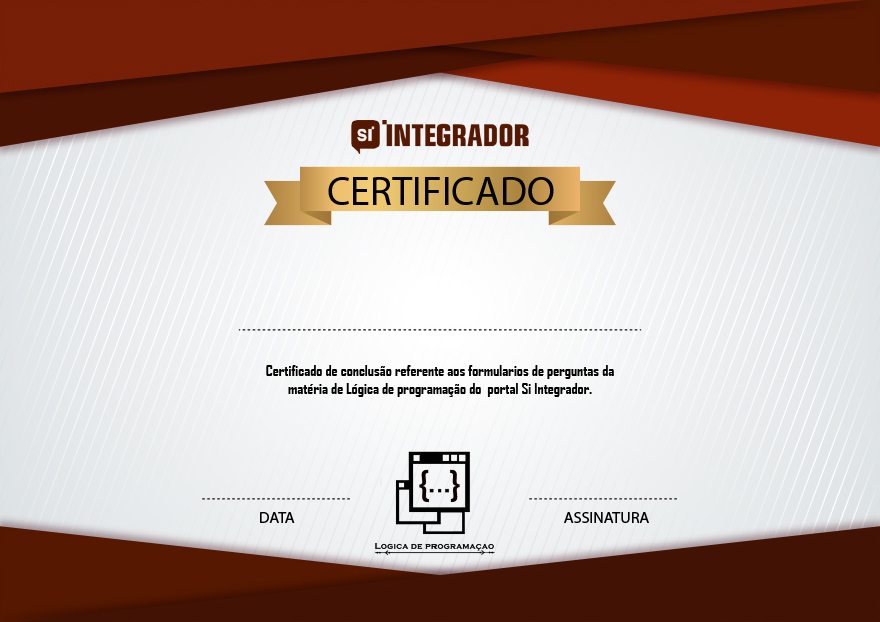 Si INTEGRADOR
CERTIFICADO
Certificado de conclusão referente aos formularios de perguntas da
matéria de Lógica de programação do portal Si Integrador.
{...}
DATA
ASSINATURA
LOGICA DE PROGRAMAÇAO